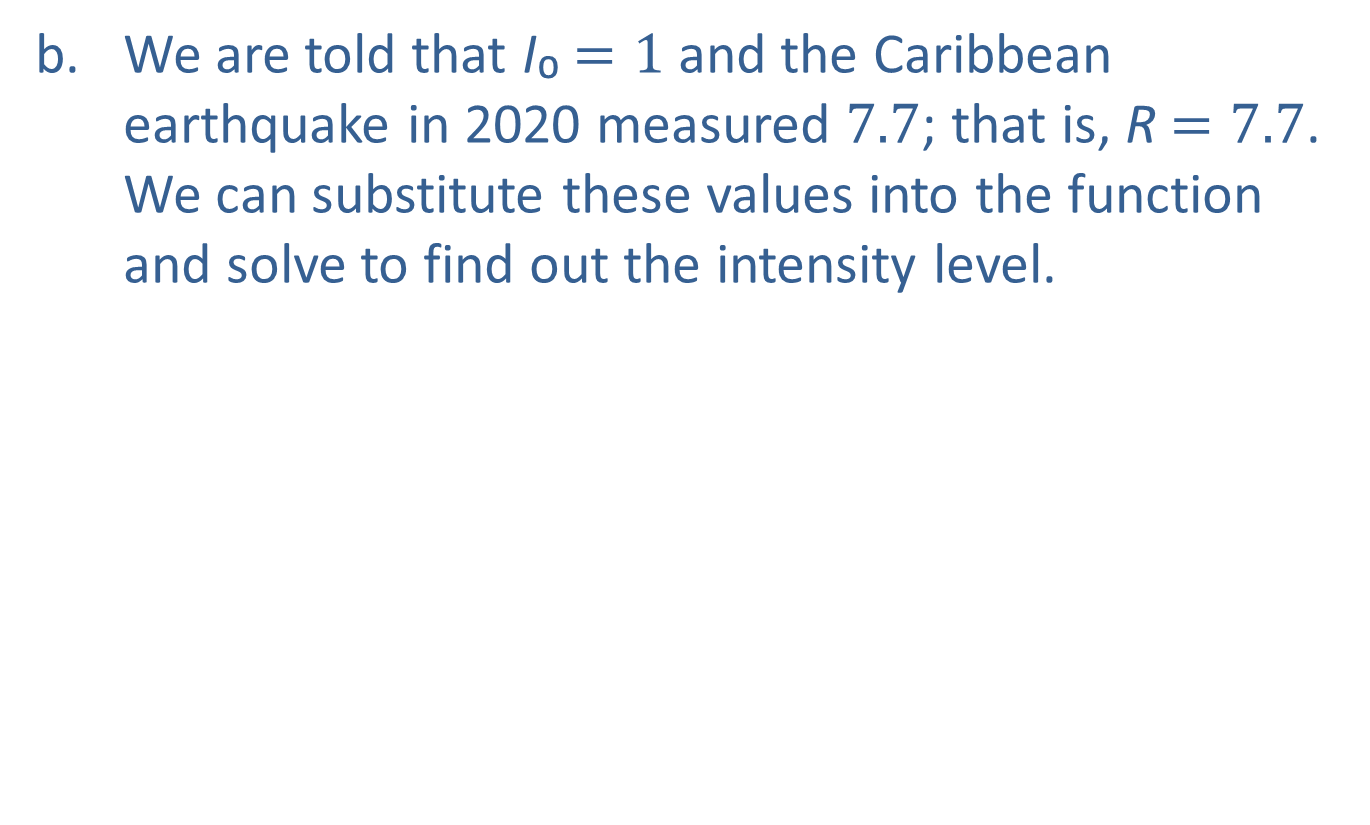 b. We are told that I₀ = 1 and the Caribbean
earthquake in 2020 measured 7.7; that is, R = 7.7.
We can substitute these values into the function
and solve to find out the intensity level.